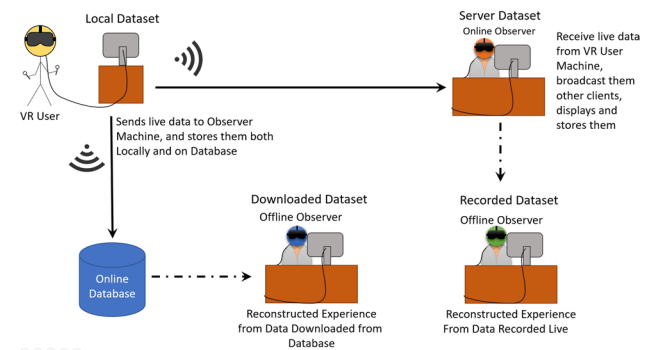 Local Dataset
VR User
Sends live data to Observer
Machine, and stores them both
Locally and on Database
Server Dataset
Online Observer
Receive live data
from VR User
Machine,
broadcast them
other clients,
displays and
stores them
Online
Database
Downloaded Dataset
Offline Observer
Reconstructed Experience
from Data Downloaded from
Database
Recorded Dataset
Offline Observer
Reconstructed Experience
From Data Recorded Live